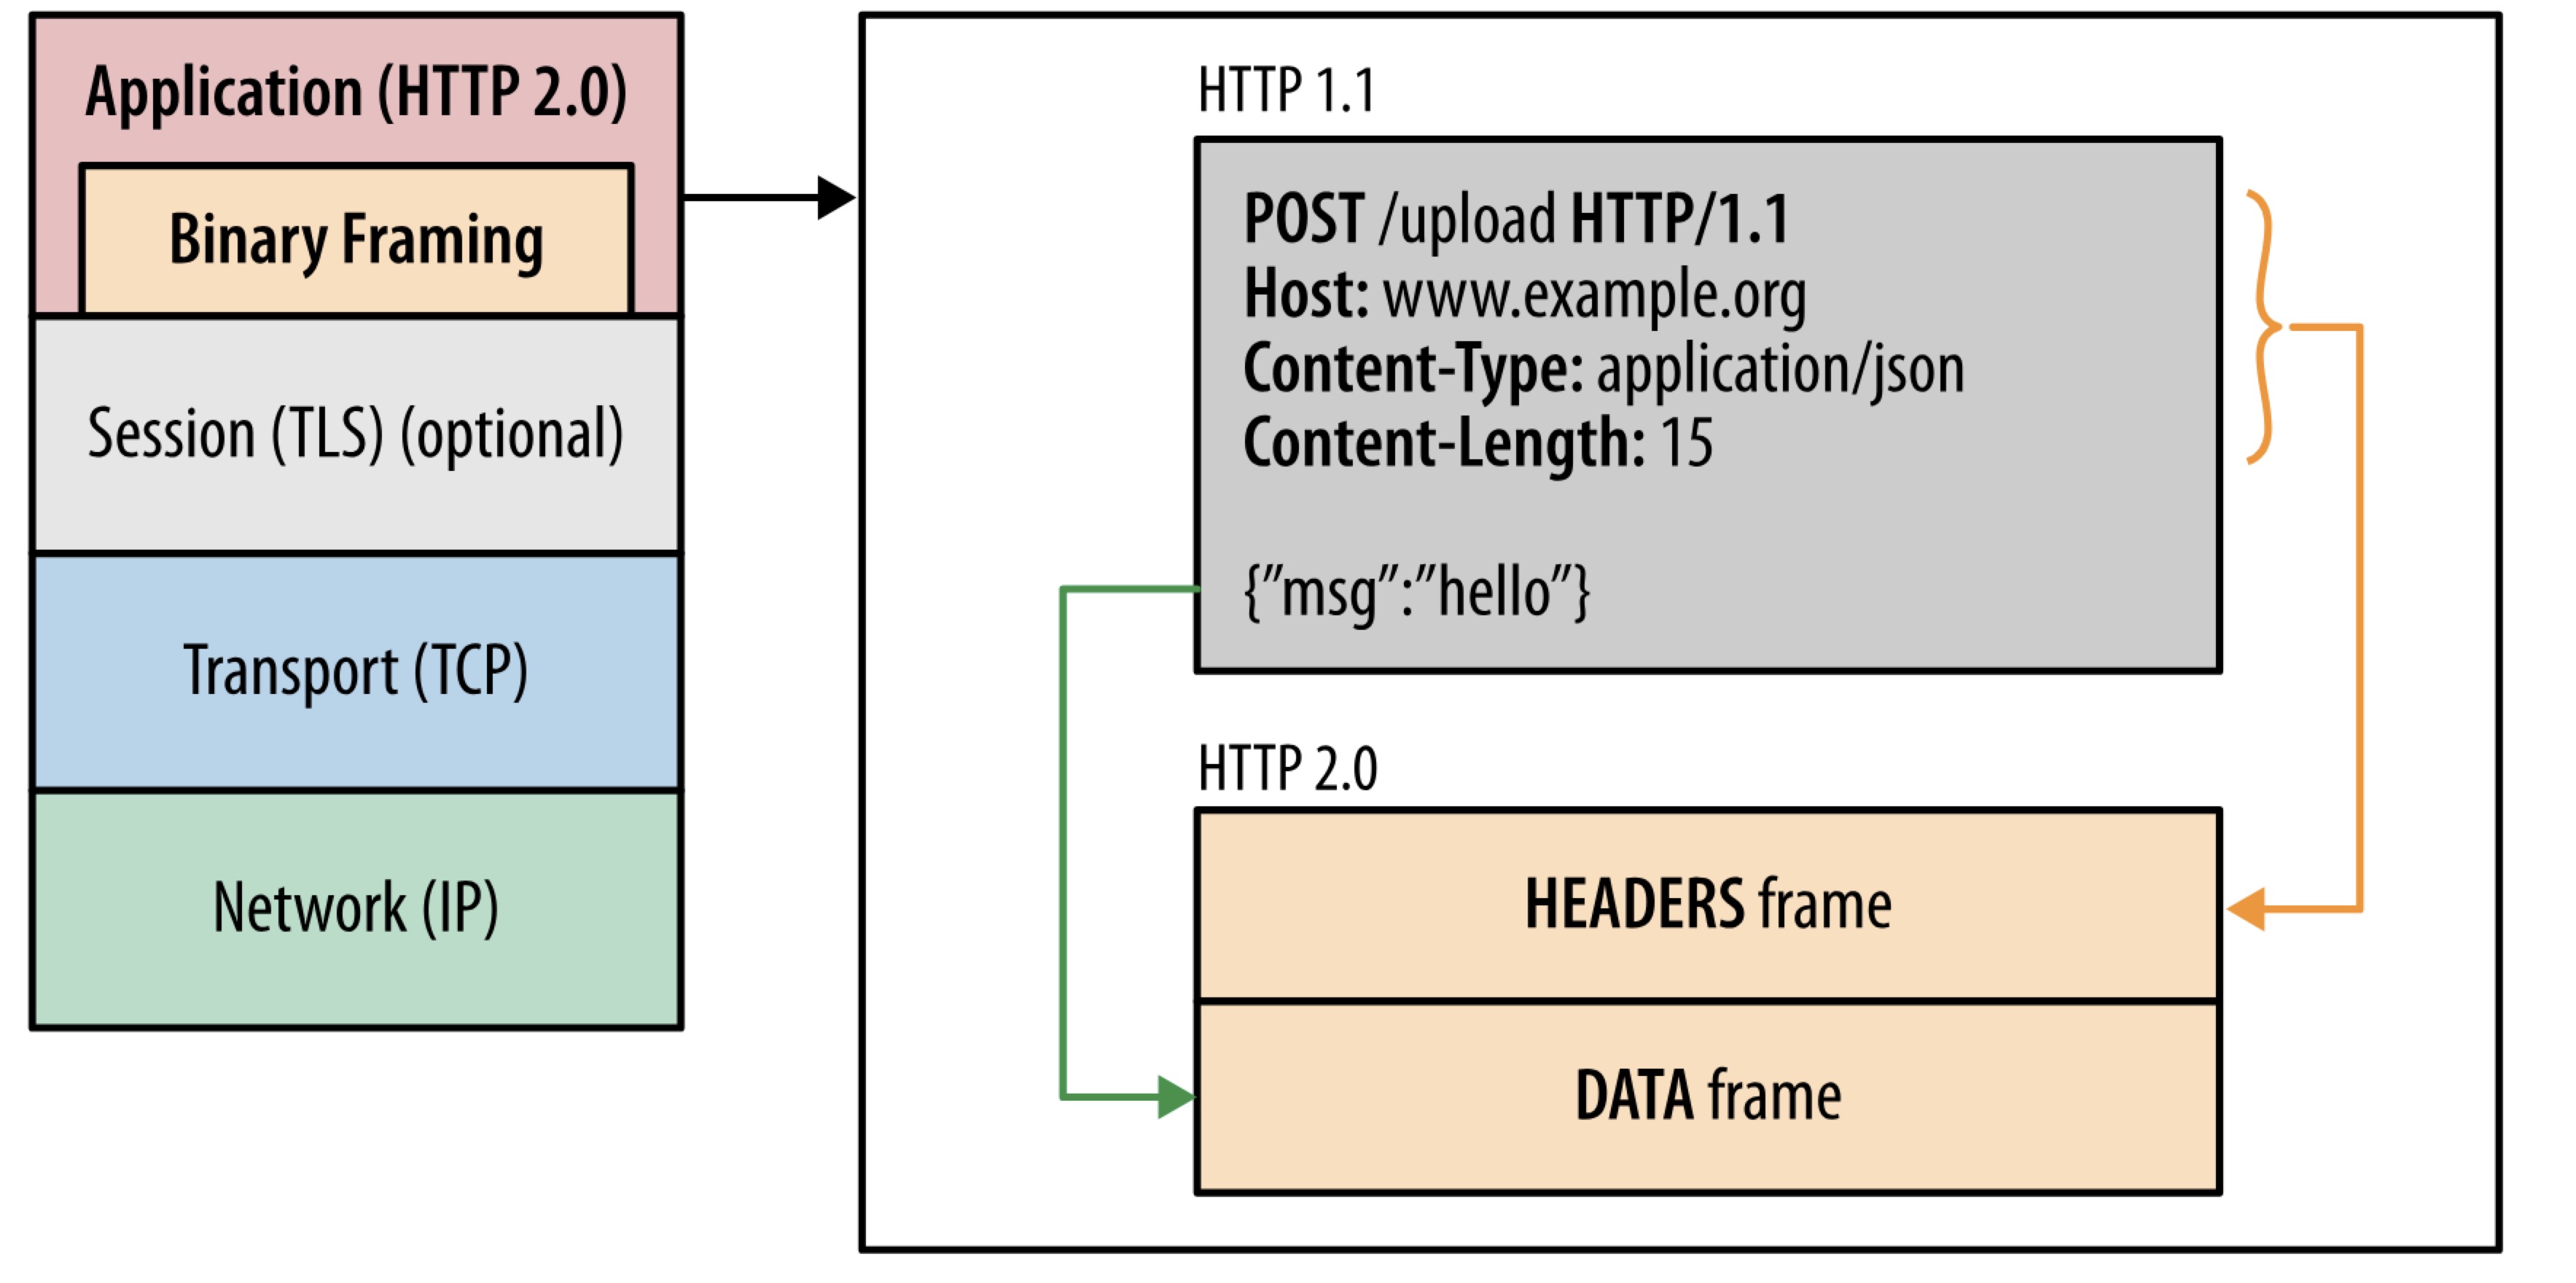 Application (HTTP 2.0)
Binary Framing
Session (TLS) (optional)
Transport (TCP)
Network (IP)
HTTP 1.1
POST /upload HTTP/1.1
Host: www.example.org
Content-Type: application/json
Content-Length: 15
{”msg”:”hello”}
HTTP 2.0
HEADERS frame
DATA frame